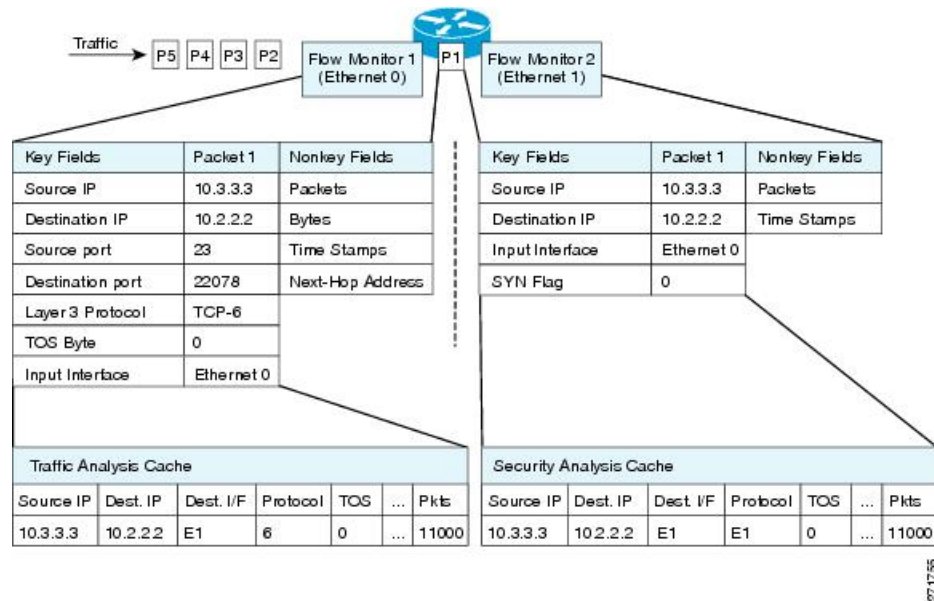 Traffic
P5 P4 P3 P2
Flow Monitor 1
(Ethernet 0)
P1
Flow Monitor 2
(Ethernet 1)
Key Fields Packet 1 Nonkey Fields
Source IP 10.3.3.3 Packets
Destination IP 10.2.2.2 Bytes
Source port 23 Time Stamps
Destination port 22078 Next-Hop Address
Layer 3 Protocol TCP-6
TOS Byte 0
Input Interface Ethernet 0
Key Fields Packet 1 Nonkey Fields
Source IP 10.3.3.3 Packets
Destination IP 10.2.2.2 Time Stamps
Input Interface Ethernet 0
SYN Flag 0
Traffic Analysis Cache
Source IP Dest. IP Dest. I/F Protocol TOS ... Pkts
10.3.3.3 10.2.2.2 E1 6 0 ... 11000
Security Analysis Cache
Source IP Dest. IP Dest. I/F Protocol TOS ... Pkts
10.3.3.3 10.2.2.2 E1 E1 0 ... 11000
271755